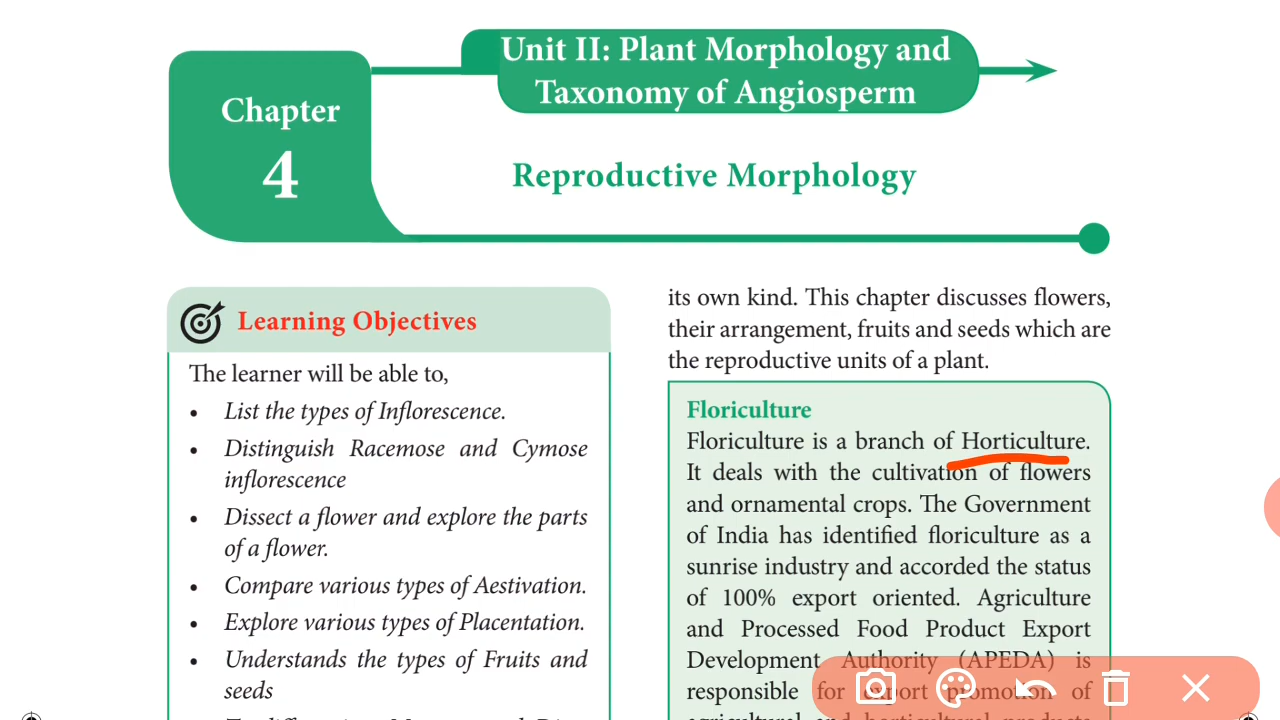 Unit II: Plant Morphology and
Taxonomy of Angiosperm
Chapter
4
Reproductive Morphology
Learning Objectives
The learner will be able to,
• List the types of Inflorescence.
• Distinguish Racemose and Cymose
inflorescence
• Dissect a flower and explore the parts
of a flower.
• Compare various types of Aestivation.
• Explore various types of Placentation.
• Understands the types of Fruits and
seeds
its own kind. This chapter discusses flowers,
their arrangement, fruits and seeds which are
the reproductive units of a plant.
Floriculture
Floriculture is a branch of Horticulture.
It deals with the cultivation of flowers
and ornamental crops. The Government
of India has identified floriculture as a
sunrise industry and accorded the status
of 100% export oriented. Agriculture
and Processed Food Product Export
Development Authority (APEDA) is
responsible for export promotion of
agricultural and horticultural products